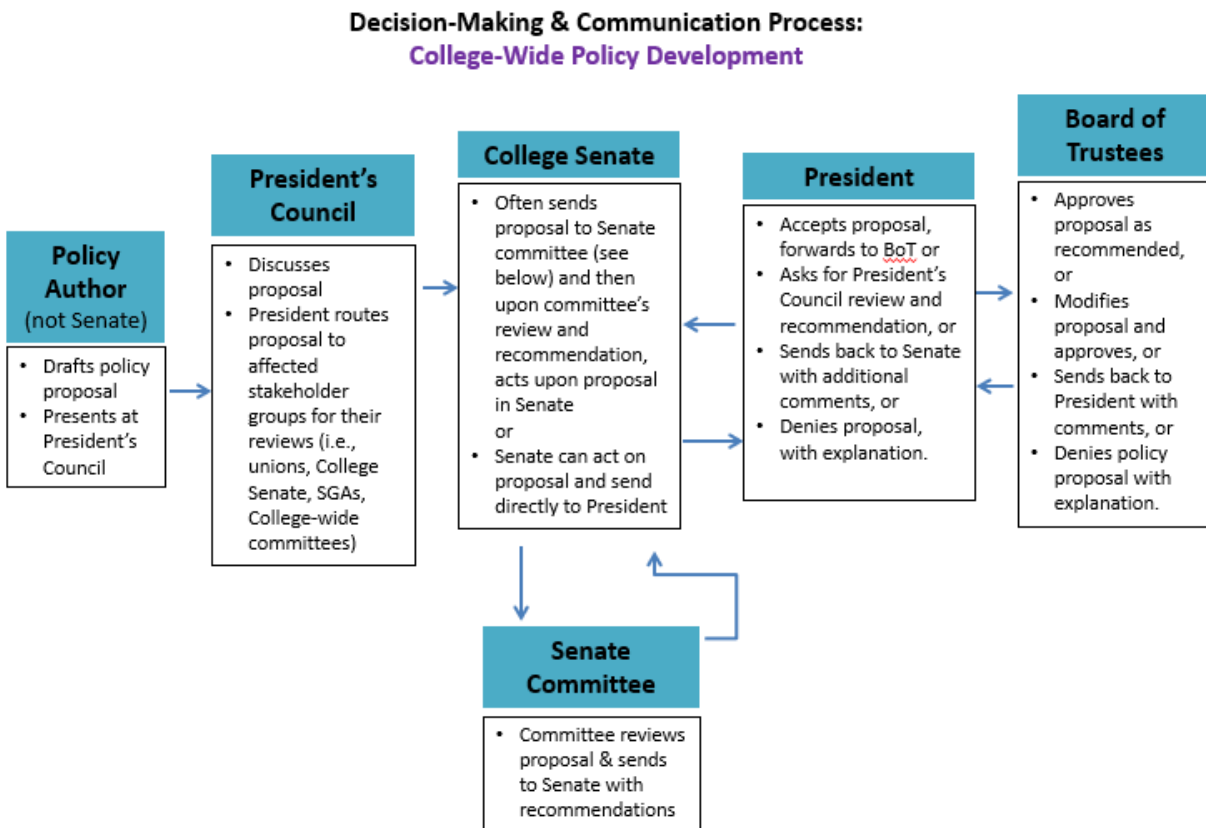 Decision-Making & Communication Process:
College-Wide Policy Development
Policy
Author
(not Senate)
• Drafts policy
proposal
• Presents at
President's
Council
President's
Council
• Discusses
proposal
• President routes
proposal to
affected
stakeholder
groups for their
reviews (i.e.,
unions, College
Senate, SGAs,
College-wide
committees)
College Senate
• Often sends
proposal to Senate
committee (see
below) and then
upon committee's
review and
recommendation,
acts upon proposal
in Senate
or
• Senate can act on
proposal and send
directly to President
President
• Accepts proposal,
forwards to BoT or
• Asks for President's
Council review and
recommendation, or
• Sends back to Senate
with additional
comments, or
• Denies proposal,
with explanation.
Board of
Trustees
• Approves
proposal as
recommended,
or
• Modifies
proposal and
approves, or
• Sends back to
President with
comments, or
• Denies policy
proposal with
explanation.
Senate
Committee
• Committee reviews
proposal & sends
to Senate with
recommendations